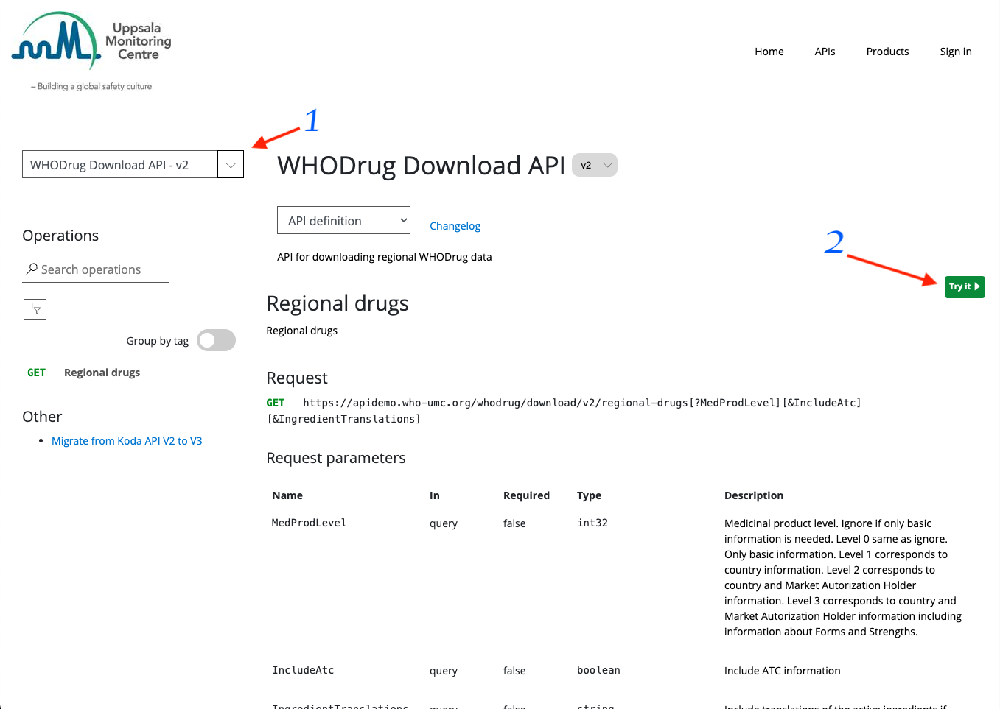 Uppsala
Monitoring
Centre
– Building a global safety culture
Home APIs Products Sign in
1
WHODrug Download API - v2
WHODrug Download API v2
API definition
Changelog
Operations
Search operations
API for downloading regional WHODrug data
2
Try it
Regional drugs
Regional drugs
Group by tag
GET Regional drugs
Request
GET https://apidemo.who-umc.org/whodrug/download/v2/regional-drugs[?MedProdLevel][&IncludeAtc]
[&IngredientTranslations]
Other
Migrate from Koda API V2 to V3
Request parameters
Name In Required Type Description
MedProdLevel query false int32 Medicinal product level. Ignore if only basic
information is needed. Level 0 same as ignore.
Only basic information. Level 1 corresponds to
country information. Level 2 corresponds to
country and Market Autorization Holder
information. Level 3 corresponds to country and
Market Autorization Holder information including
information about Forms and Strengths.
IncludeAtc query false boolean Include ATC information
IngredientTranslations query false string Include translations of the active ingredients if